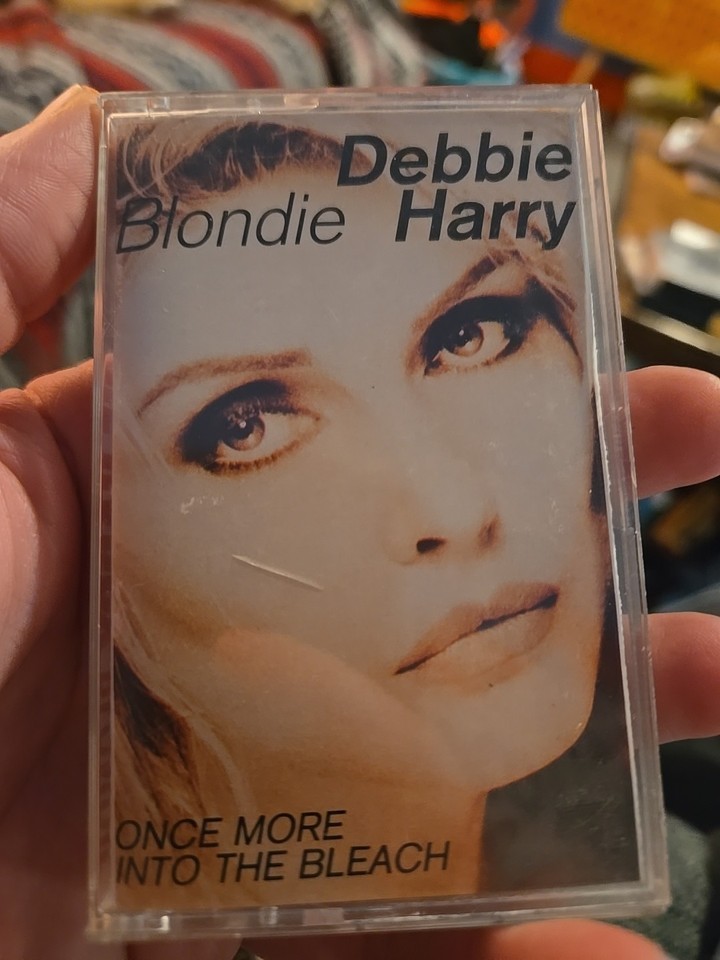 Debbie
Blondie Harry
ONCE MORE
INTO THE BLEACH